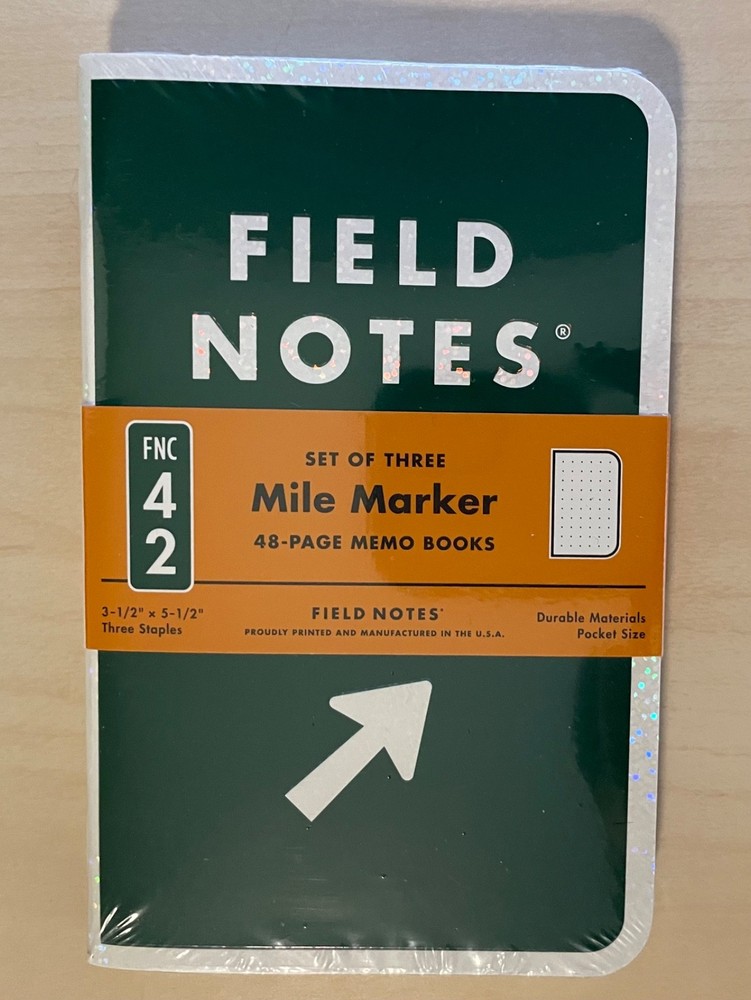 FIELD
NOTES®
FNC
4
2
SET OF THREE
Mile Marker
48-PAGE MEMO BOOKS
3-1/2" × 5-1/2"
Three Staples
FIELD NOTES®
PROUDLY PRINTED AND MANUFACTURED IN THE U.S.A.
Durable Materials
Pocket Size